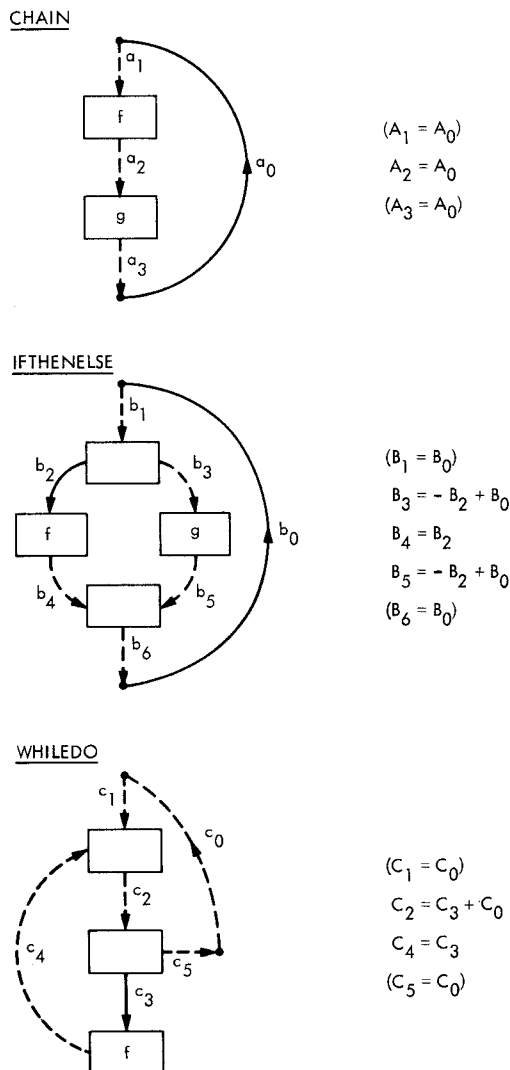 CHAIN
a1
f
a2
a0
g
a3
(A1 = A0)
A2 = A0
(A3 = A0)
IFTHENELSE
b1
b2
b3
f
g
b0
b4
b5
b6
(B1 = B0)
B3 = - B2 + B0
B4 = B2
B5 = - B2 + B0
(B6 = B0)
WHILEDO
c1
c0
c2
c4
c5
c3
f
(C1 = C0)
C2 = C3 + C0
C4 = C3
(C5 = C0)